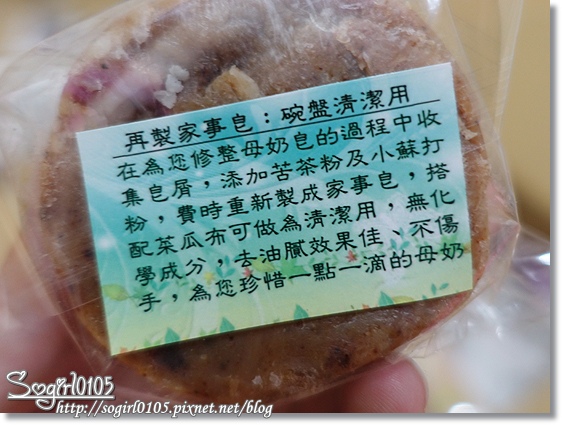 再製家事皂：碗盤清潔用
在為您修整母奶皂的過程中收
集皂屑，添加苦茶粉及小蘇打
粉，費時重新製成家事皂，搭
配菜瓜布可做為清潔用，無化
學成分，去油膩效果佳、不傷
手，為您珍惜一點一滴的母奶
Sogirl0105
http://sogirl0105.pixnet.net/blog